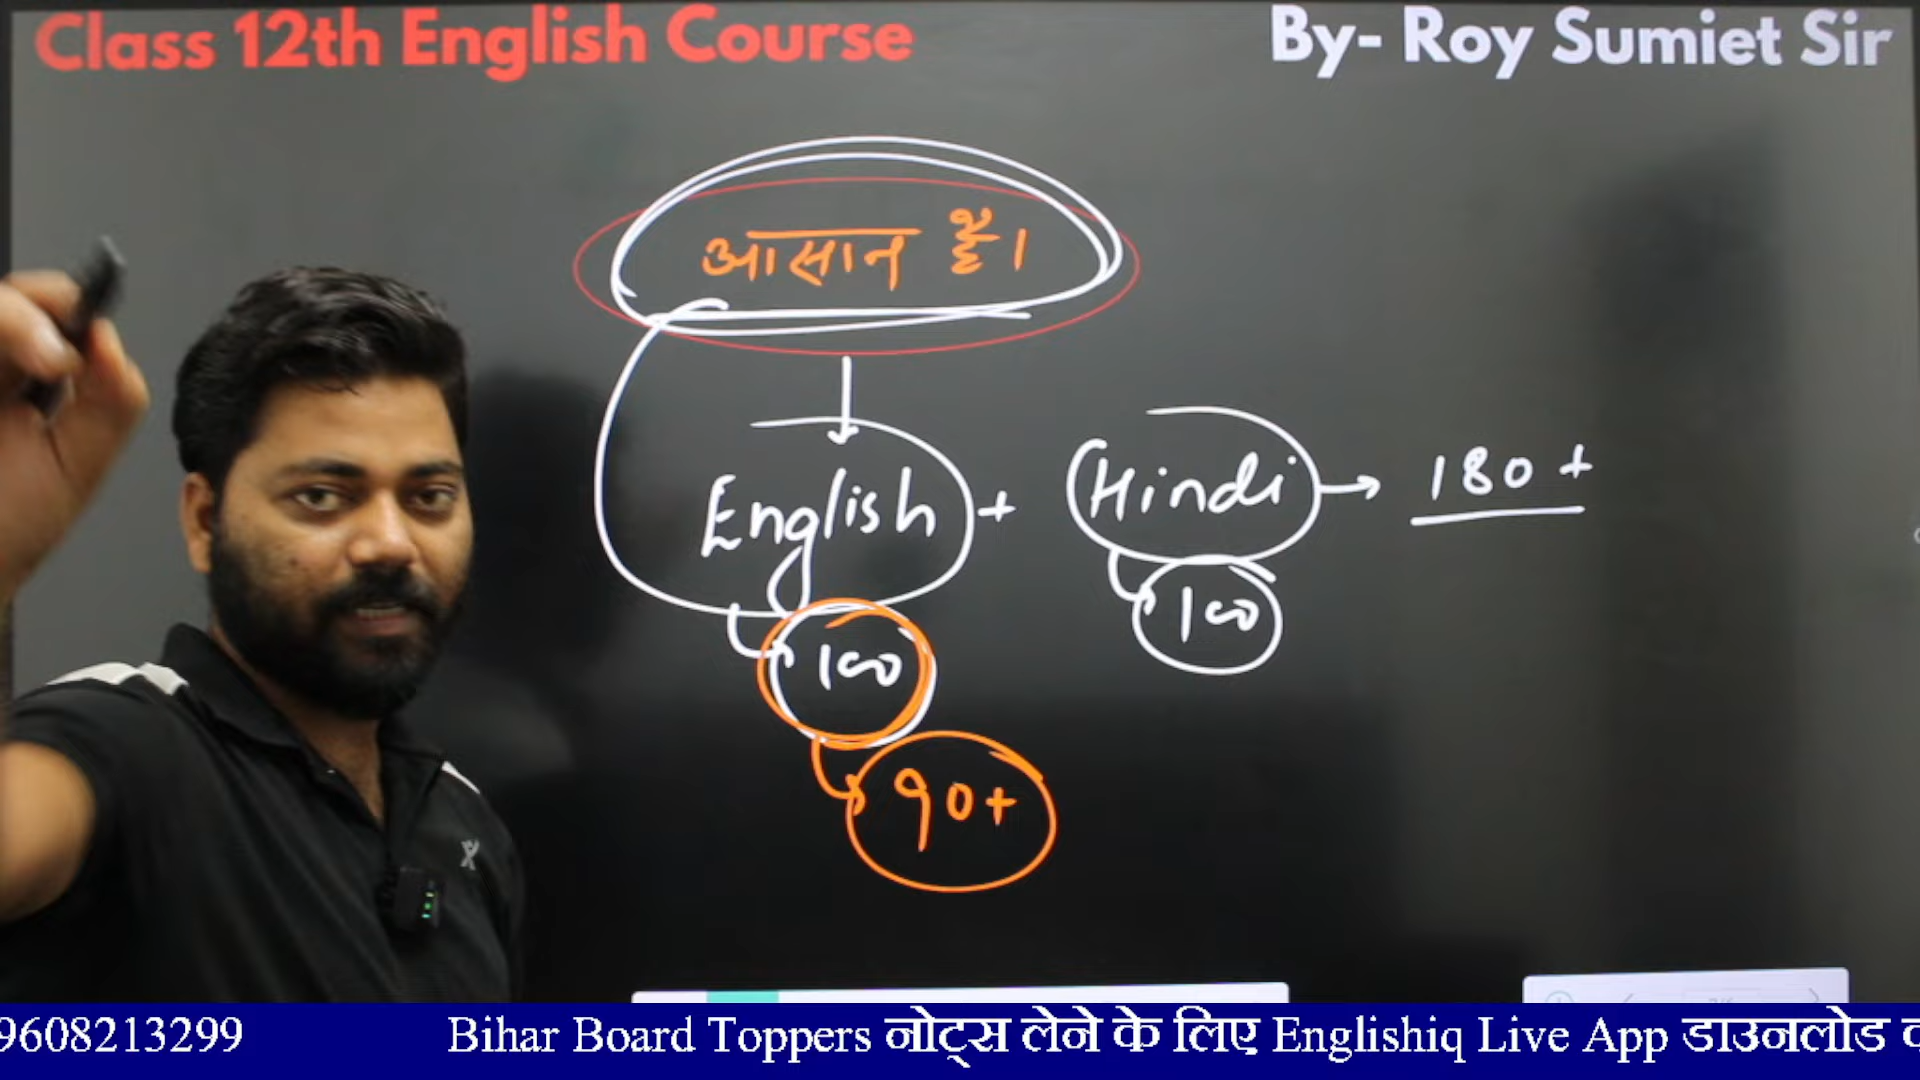 Class 12th English Course
By- Roy Sumiet Sir
आसान है।
English + Hindi → 180+
100
100
90+
9608213299 Bihar Board Toppers नोट्स लेने के लिए Englishiq Live App डाउनलोड